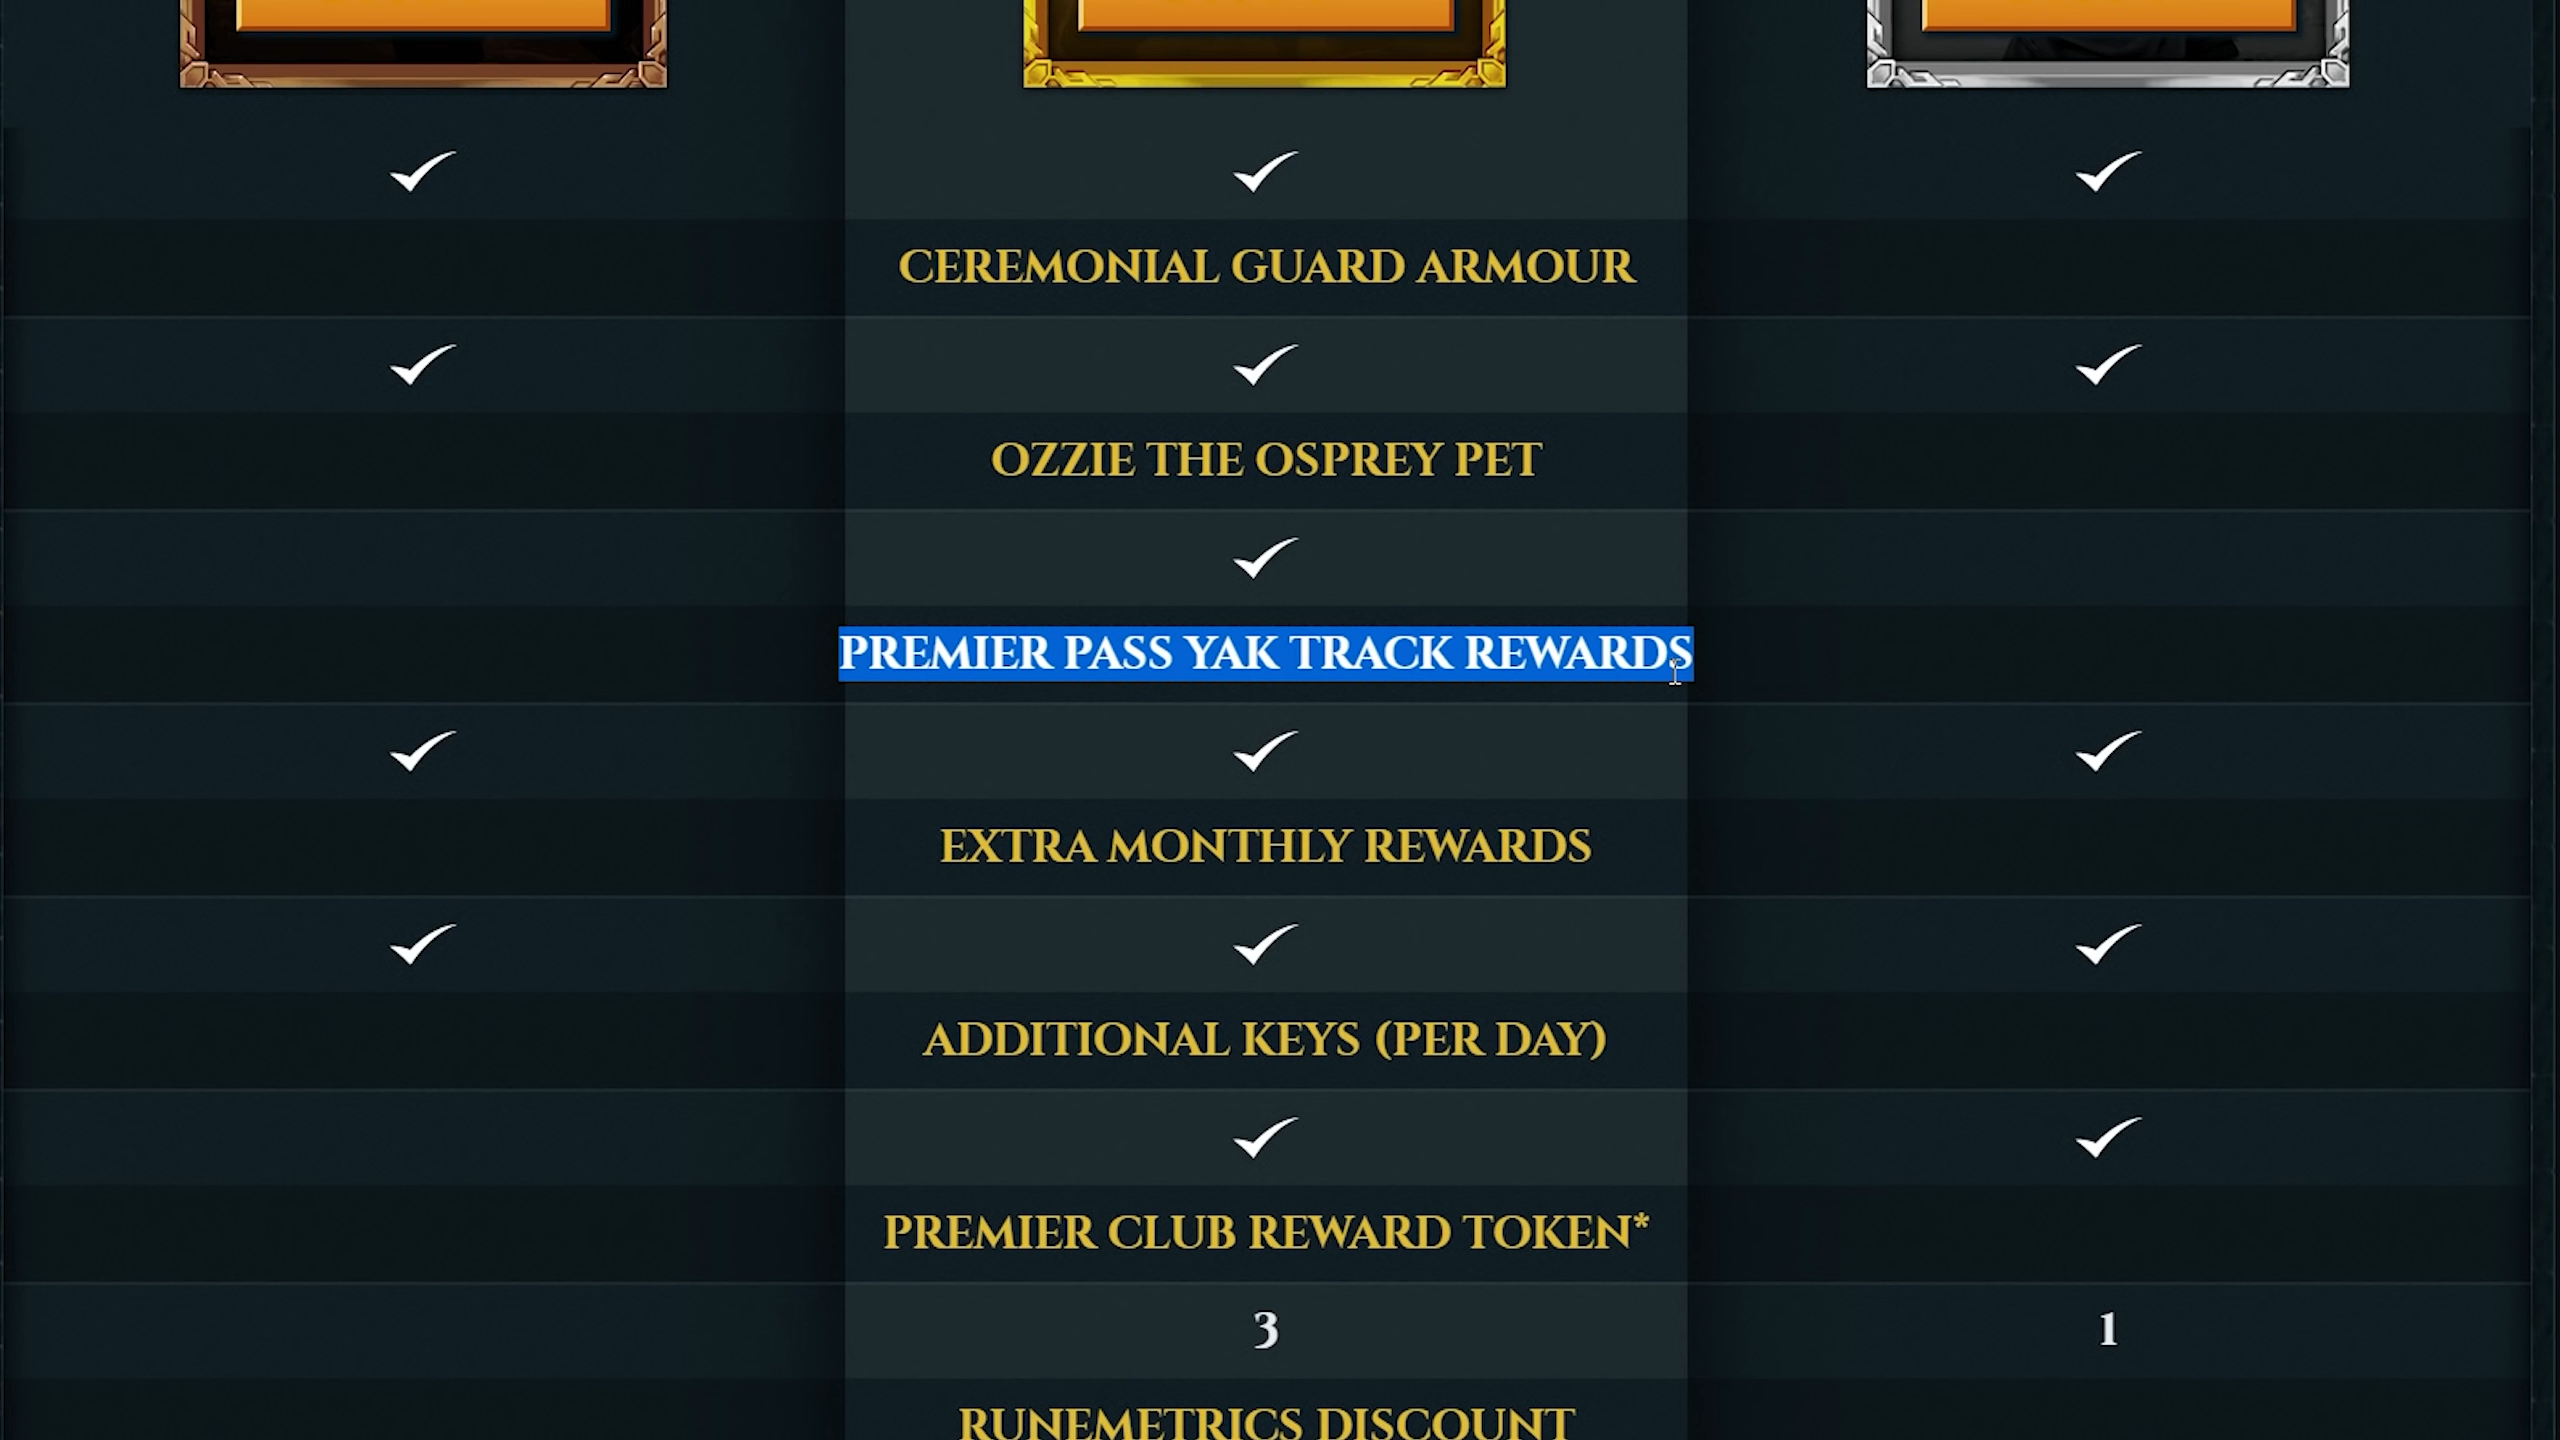 CEREMONIAL GUARD ARMOUR
OZZIE THE OSPREY PET
PREMIER PASS YAK TRACK REWARDS
EXTRA MONTHLY REWARDS
ADDITIONAL KEYS (PER DAY)
PREMIER CLUB REWARD TOKEN*
3 1
RUNEMETRICS DISCOUNT